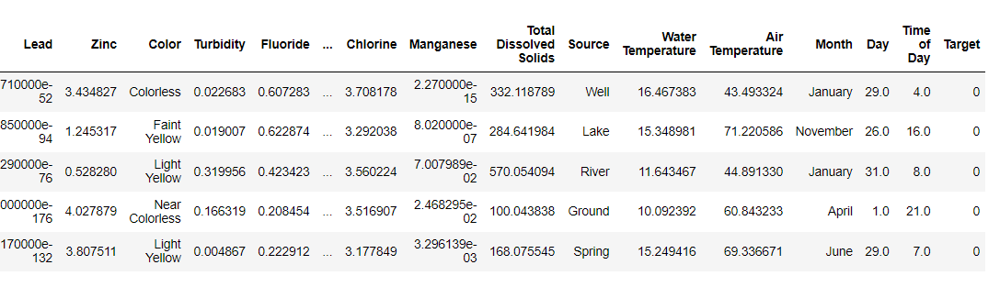 Lead Zinc Color Turbidity Fluoride ... Chlorine Manganese Total Dissolved Solids Source Water Temperature Air Temperature Month Day Time of Day Target
710000e-52 3.434827 Colorless 0.022683 0.607283 ... 3.708178 2.270000e-15 332.118789 Well 16.467383 43.493324 January 29.0 4.0 0
850000e-94 1.245317 Faint Yellow 0.019007 0.622874 ... 3.292038 8.020000e-07 284.641984 Lake 15.348981 71.220586 November 26.0 16.0 0
290000e-76 0.528280 Light Yellow 0.319956 0.423423 ... 3.560224 7.007989e-02 570.054094 River 11.643467 44.891330 January 31.0 8.0 0
000000e-176 4.027879 Near Colorless 0.166319 0.208454 ... 3.516907 2.468295e-02 100.043838 Ground 10.092392 60.843233 April 1.0 21.0 0
170000e-132 3.807511 Light Yellow 0.004867 0.222912 ... 3.177849 3.296139e-03 168.075545 Spring 15.249416 69.336671 June 29.0 7.0 0